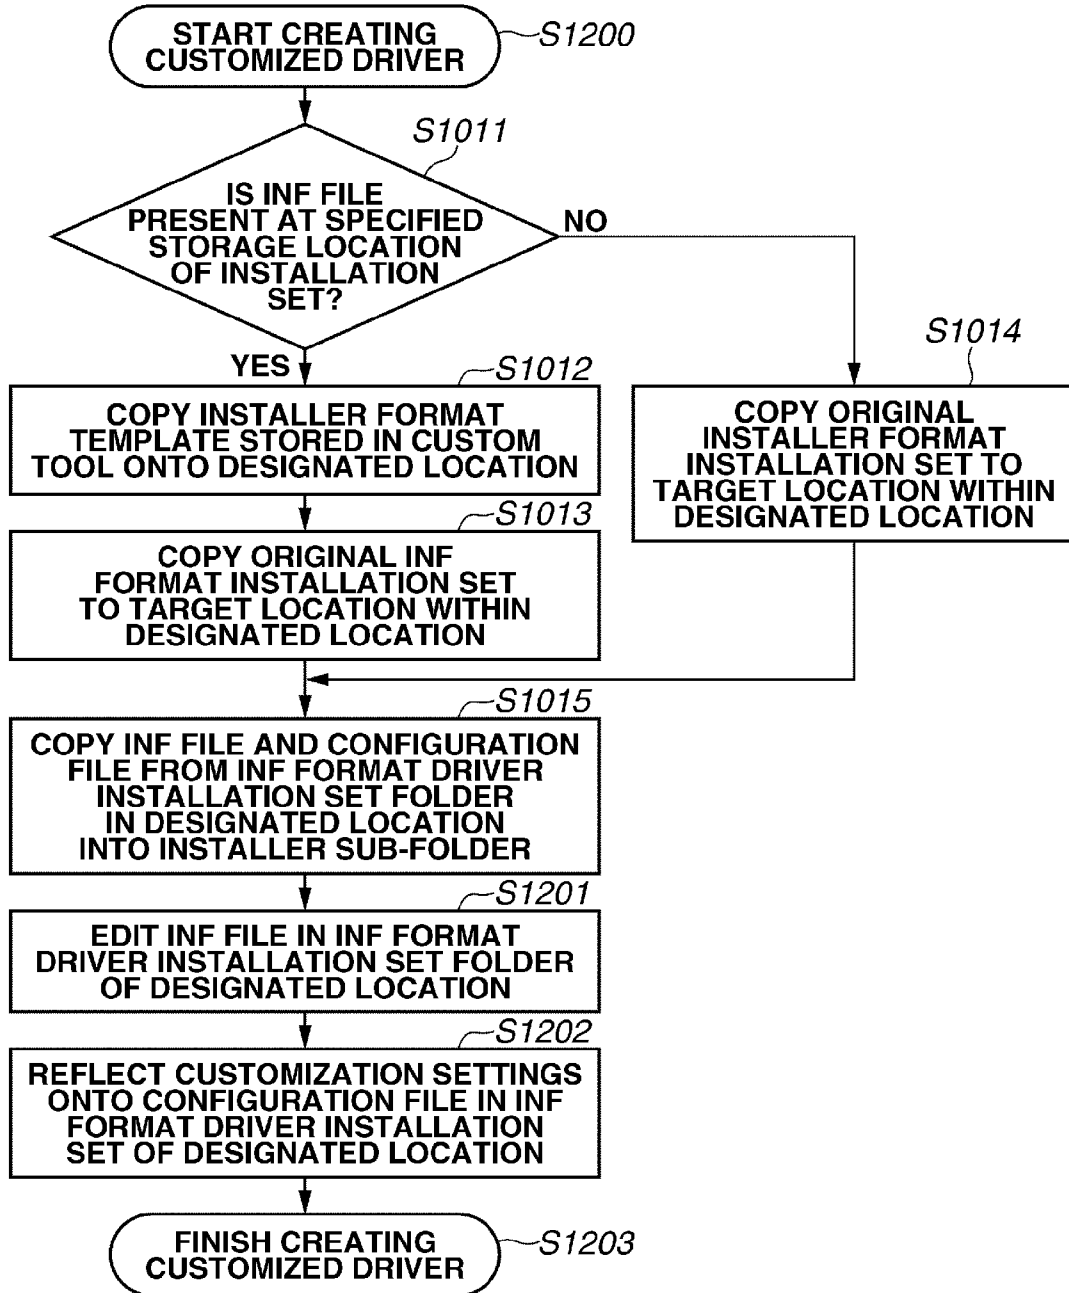 START CREATING
CUSTOMIZED DRIVER
S1200
S1011
IS INF FILE
PRESENT AT SPECIFIED
STORAGE LOCATION
OF INSTALLATION
SET?
NO
YES
S1012
COPY INSTALLER FORMAT
TEMPLATE STORED IN CUSTOM
TOOL ONTO DESIGNATED LOCATION
S1014
COPY ORIGINAL
INSTALLER FORMAT
INSTALLATION SET TO
TARGET LOCATION WITHIN
DESIGNATED LOCATION
S1013
COPY ORIGINAL INF
FORMAT INSTALLATION SET
TO TARGET LOCATION WITHIN
DESIGNATED LOCATION
S1015
COPY INF FILE AND CONFIGURATION
FILE FROM INF FORMAT DRIVER
INSTALLATION SET FOLDER
IN DESIGNATED LOCATION
INTO INSTALLER SUB-FOLDER
S1201
EDIT INF FILE IN INF FORMAT
DRIVER INSTALLATION SET FOLDER
OF DESIGNATED LOCATION
S1202
REFLECT CUSTOMIZATION SETTINGS
ONTO CONFIGURATION FILE IN INF
FORMAT DRIVER INSTALLATION
SET OF DESIGNATED LOCATION
FINISH CREATING
CUSTOMIZED DRIVER
S1203